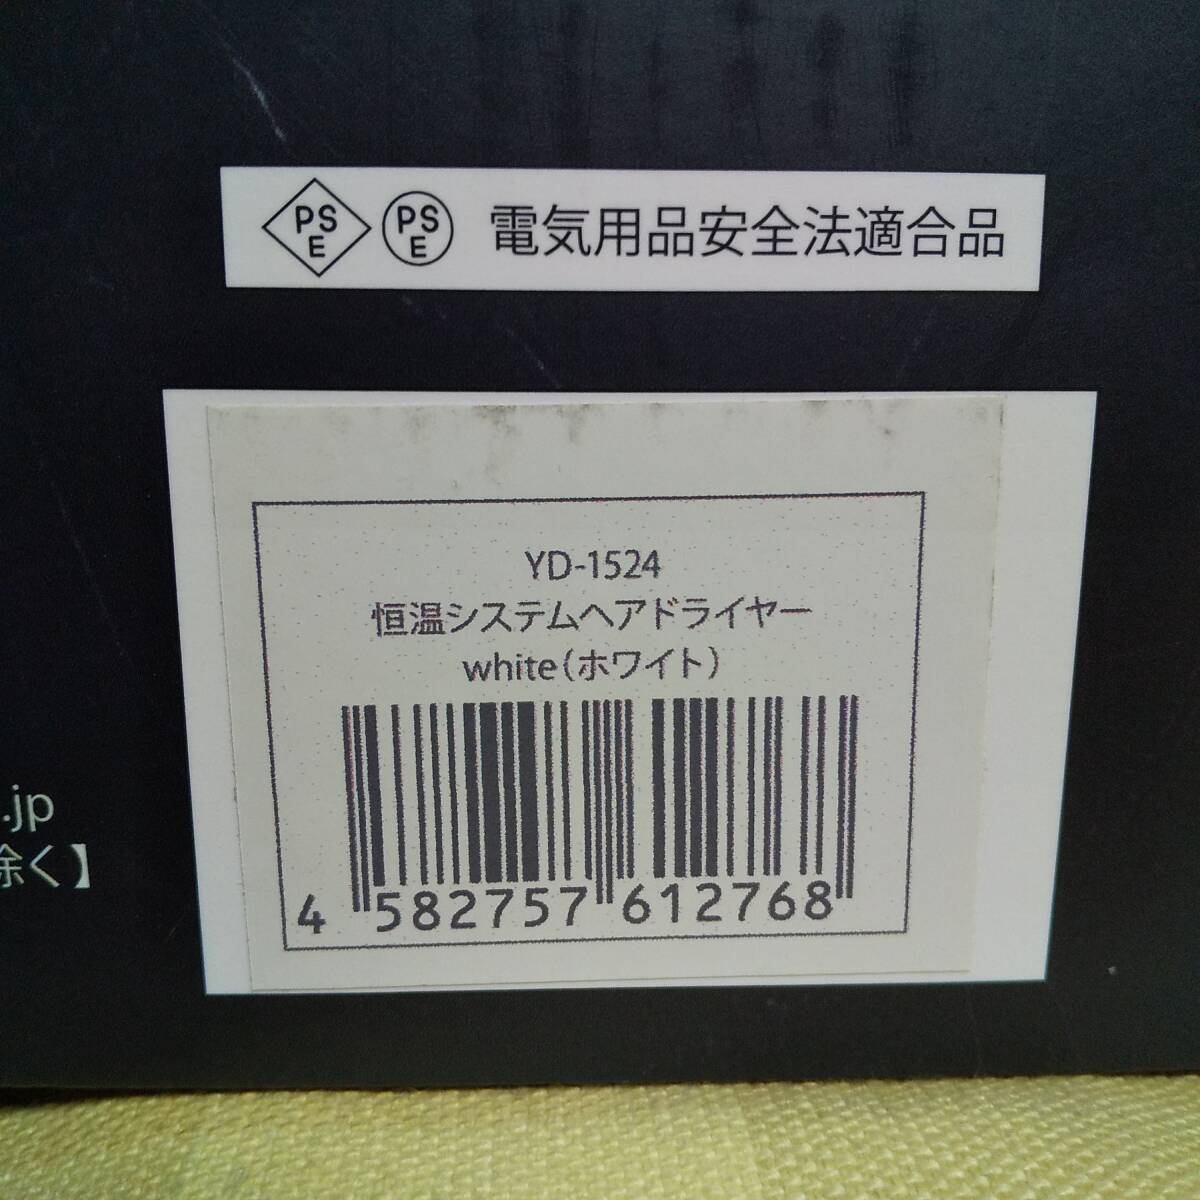 PS E PS E 電気用品安全法適合品
YD-1524
恒温システムヘアドライヤー
white(ホワイト)
4 582757 612768
.jp
除く】